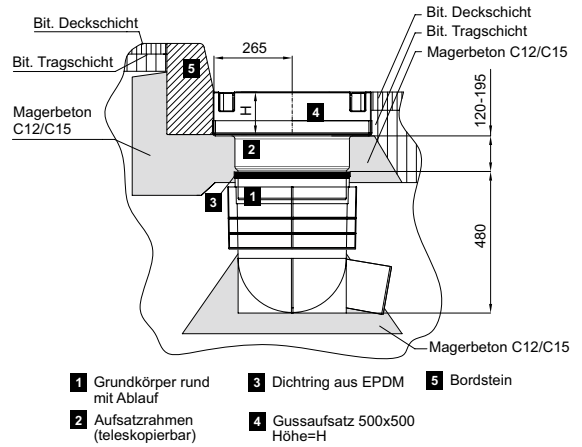 Bit. Deckschicht
Bit. Tragschicht
Magerbeton
C12/C15
265
Bit. Deckschicht
Bit. Tragschicht
Magerbeton C12/C15
5
H
4
2
120-195
3
1
480
Magerbeton C12/C15
1 Grundkörper rund
mit Ablauf
3 Dichtring aus EPDM
5 Bordstein
2 Aufsatzrahmen
(teleskopierbar)
4 Gussaufsatz 500x500
Höhe=H